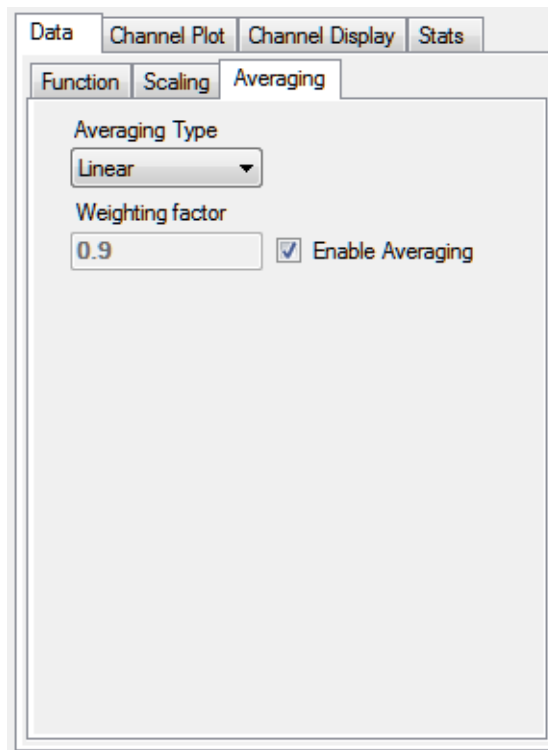 Data Channel Plot Channel Display Stats
Function Scaling Averaging
Averaging Type
Linear
Weighting factor
0.9 Enable Averaging